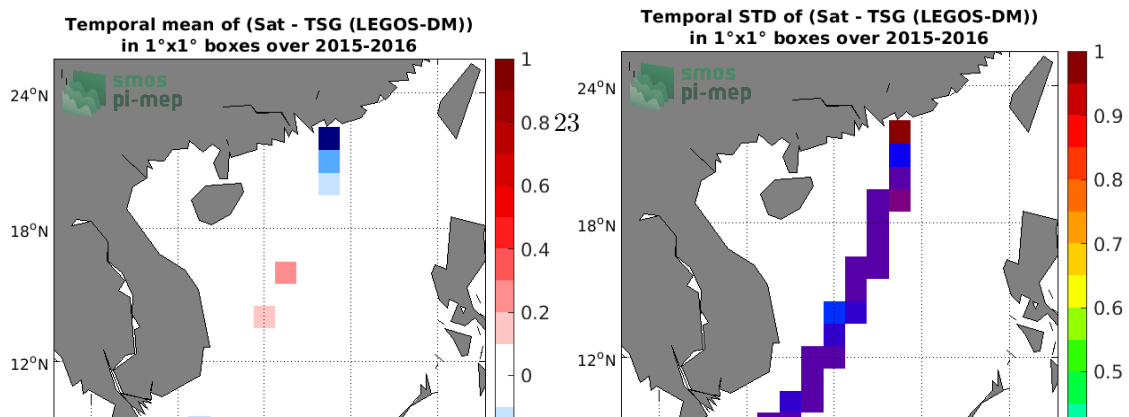 Temporal mean of (Sat - TSG (LEGOS-DM))
in 1°x1° boxes over 2015-2016
smos
pi-mep
24°N
18°N
12°N
1
0.8
0.6
0.4
0.2
0
23
Temporal STD of (Sat - TSG (LEGOS-DM))
in 1°x1° boxes over 2015-2016
smos
pi-mep
24°N
18°N
12°N
1
0.9
0.8
0.7
0.6
0.5